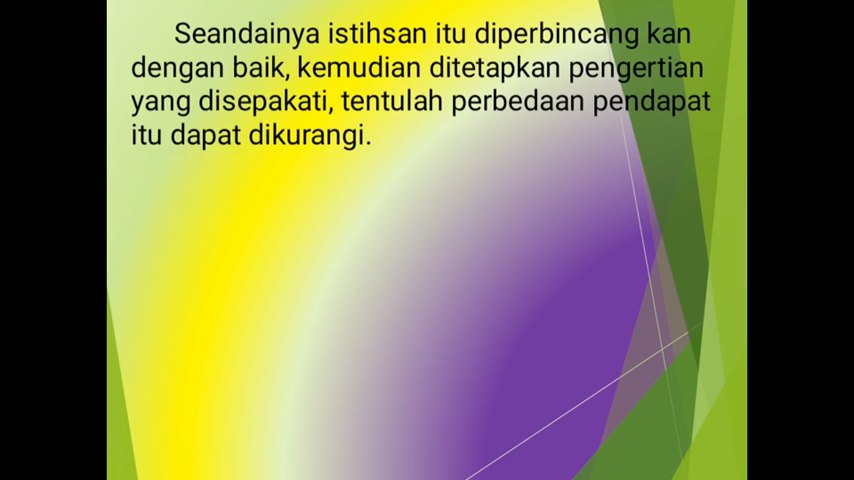 Seandainya istihsan itu diperbincang kan
dengan baik, kemudian ditetapkan pengertian
yang disepakati, tentulah perbedaan pendapat
itu dapat dikurangi.